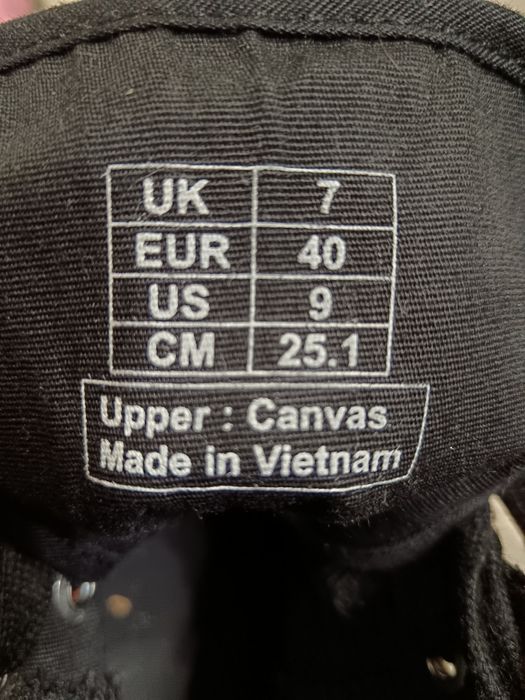 UK 7
EUR 40
US 9
CM 25.1
Upper : Canvas
Made in Vietnam